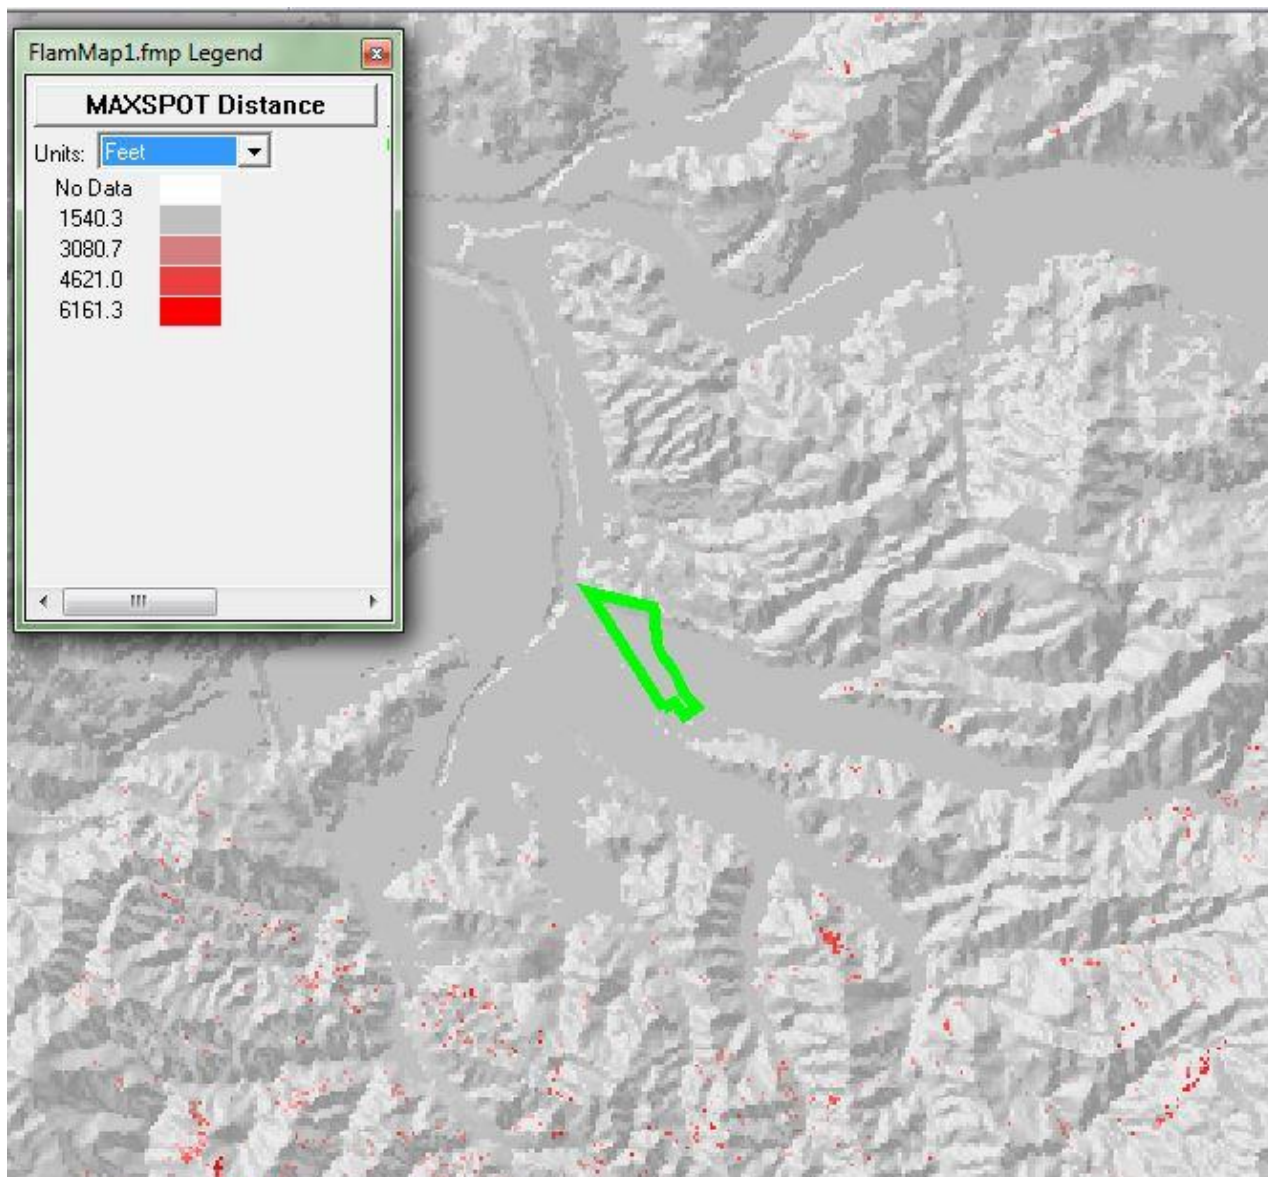 FlamMap1.fmp Legend
MAXSPOT Distance
Units: Feet
No Data
1540.3
3080.7
4621.0
6161.3